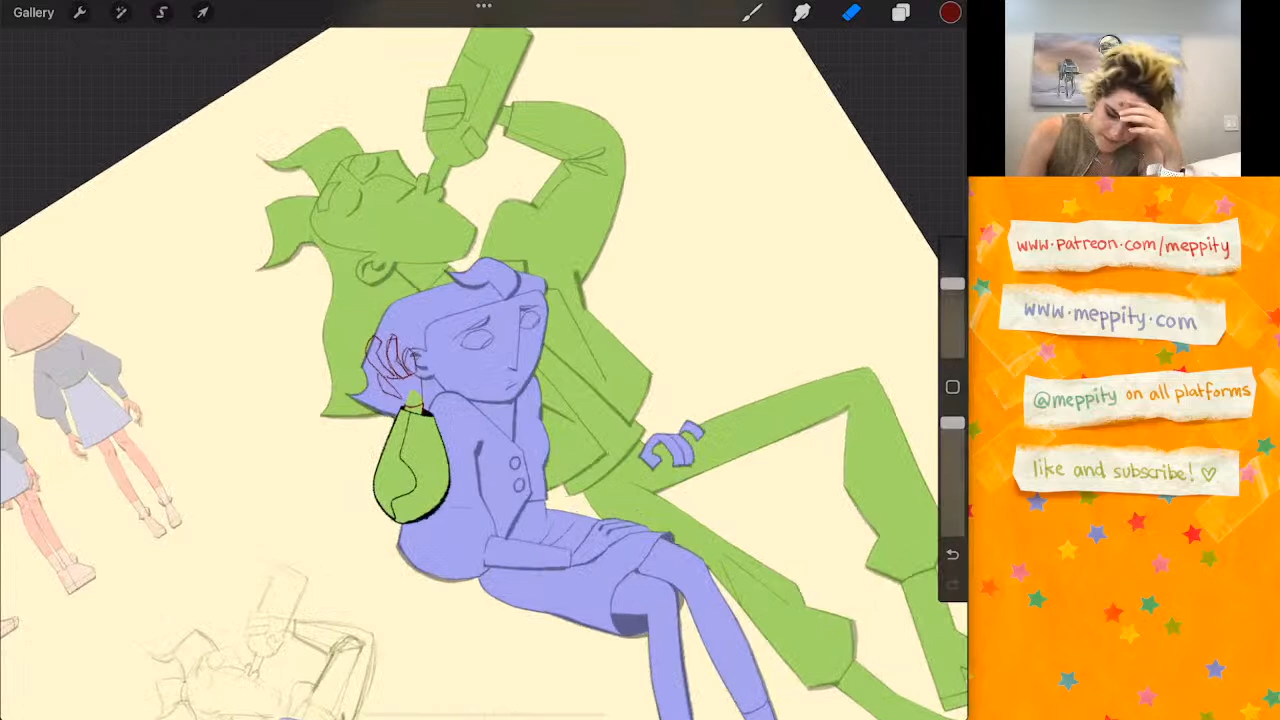 Gallery
www.patreon.com/meppity
www.meppity.com
@meppity on all platforms
like and subscribe! ♡